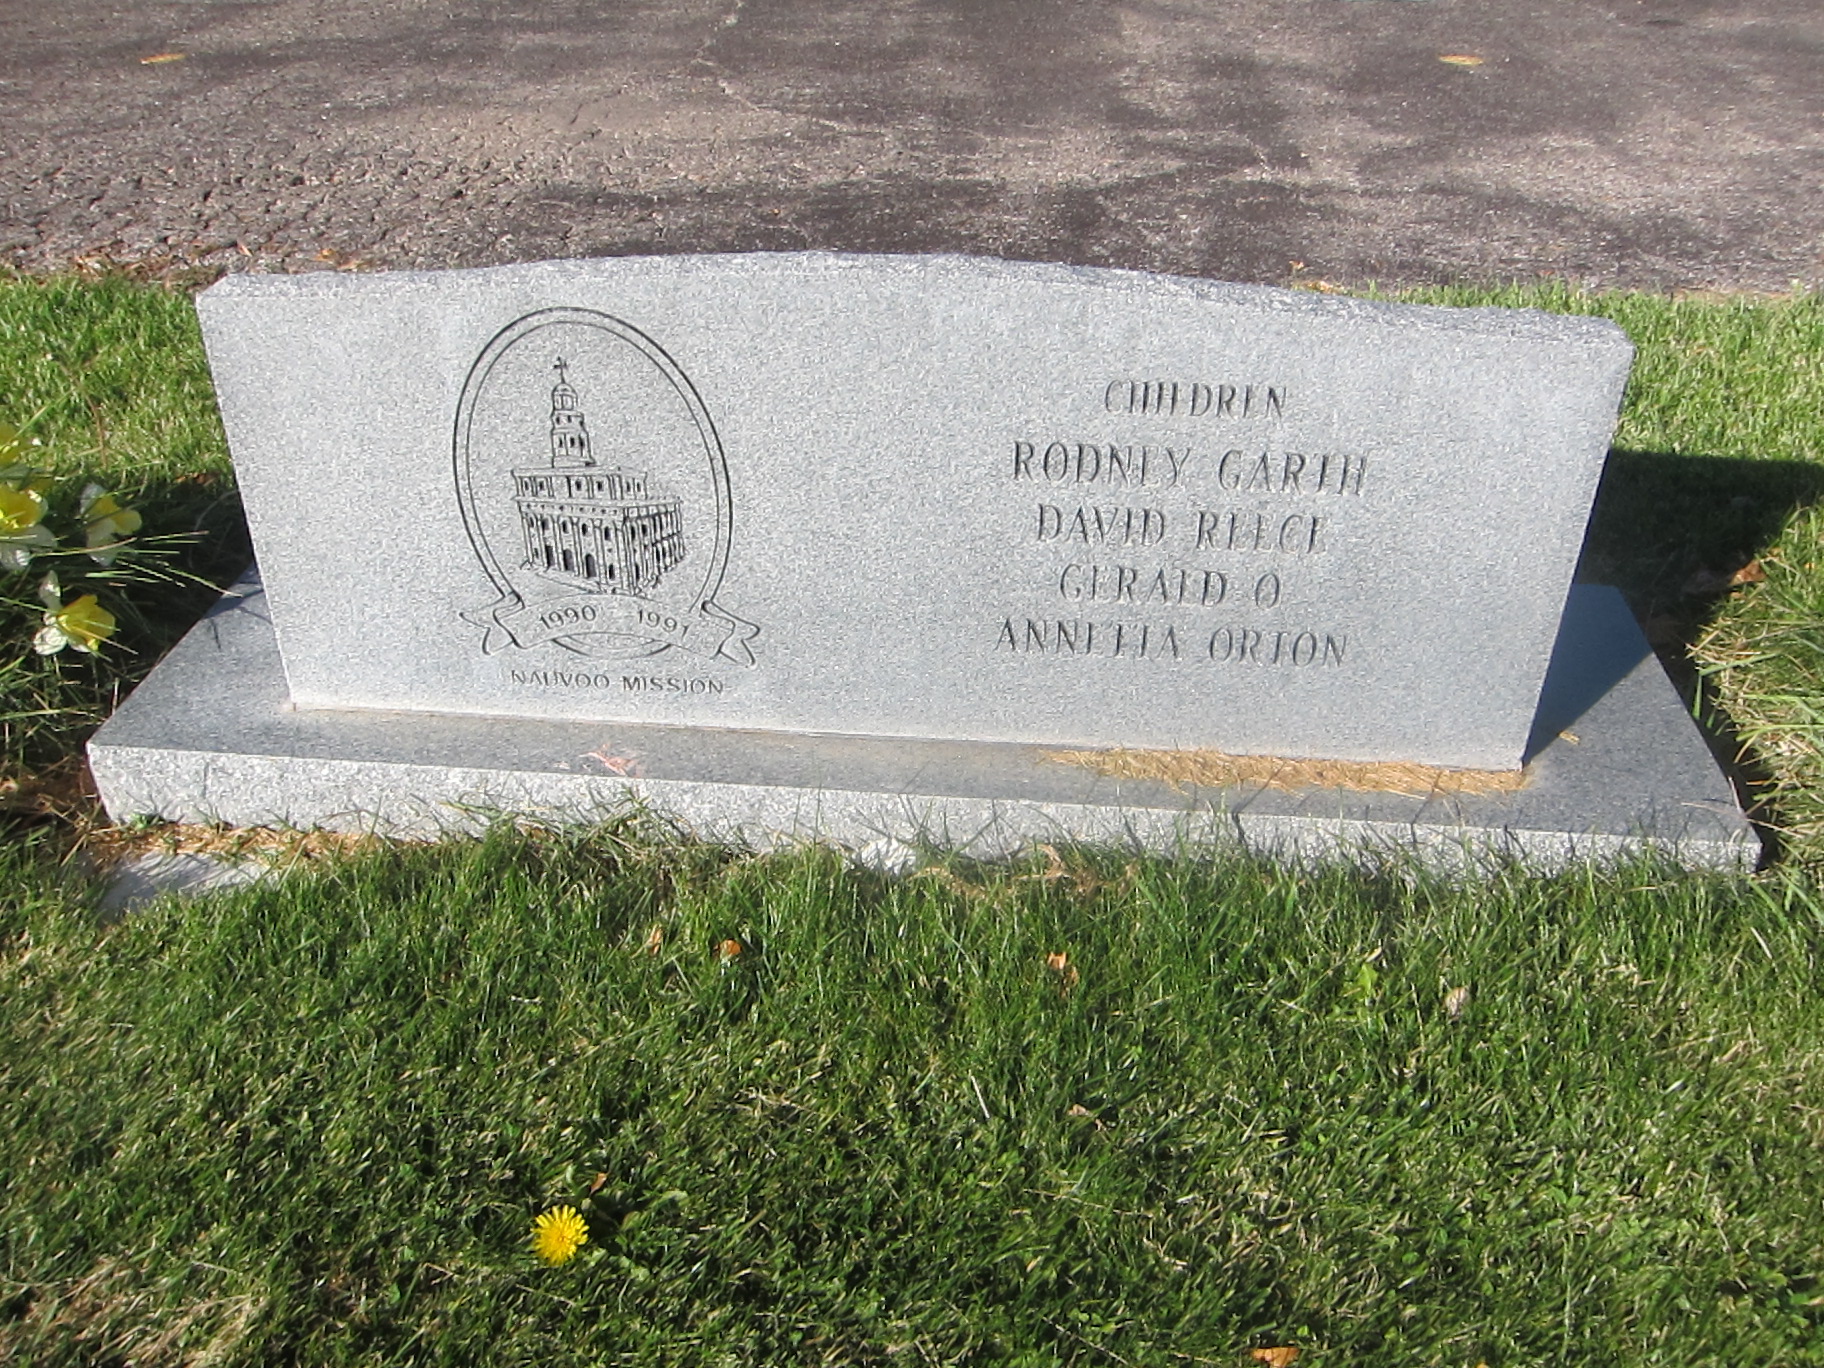 1990 1991
NAUVOO MISSION
CHILDREN
RODNEY GARTH
DAVID REECE
GERALD O
ANNETTA ORTON